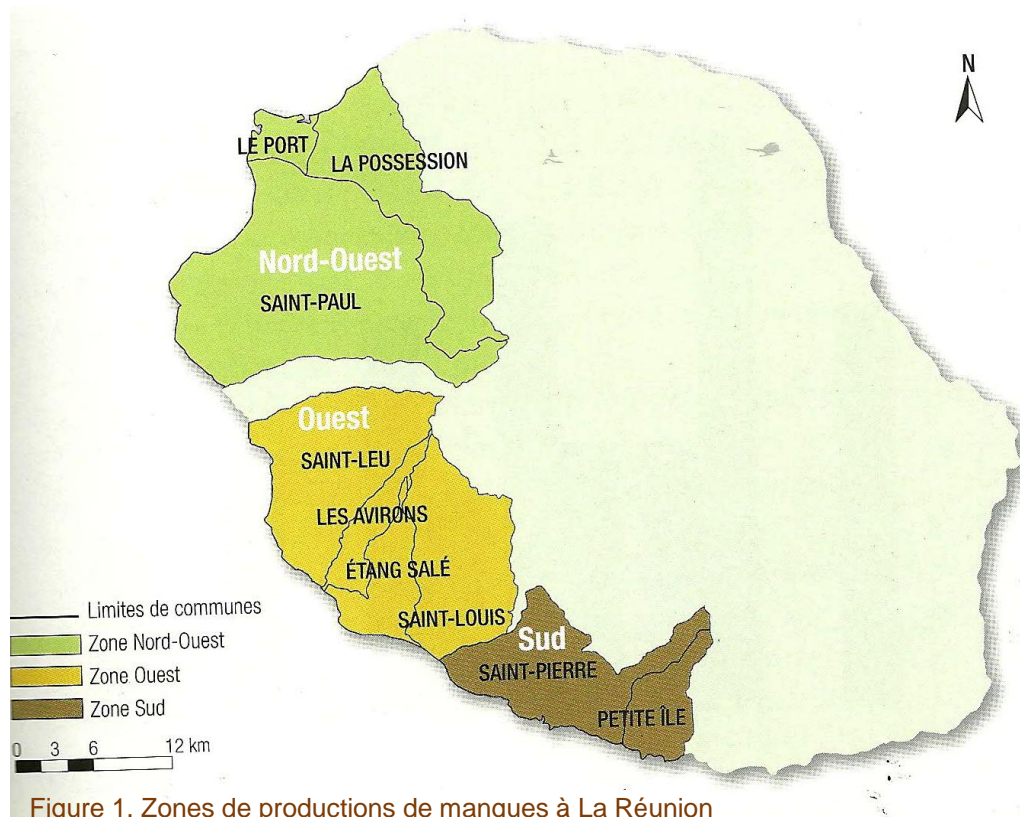 N
LE PORT
LA POSSESSION
Nord-Ouest
SAINT-PAUL
Ouest
SAINT-LEU
LES AVIRONS
ÉTANG SALÉ
SAINT-LOUIS
Sud
SAINT-PIERRE
PETITE ÎLE
Limites de communes
Zone Nord-Ouest
Zone Ouest
Zone Sud
0 3 6 12 km
Figure 1. Zones de productions de mangues à La Réunion